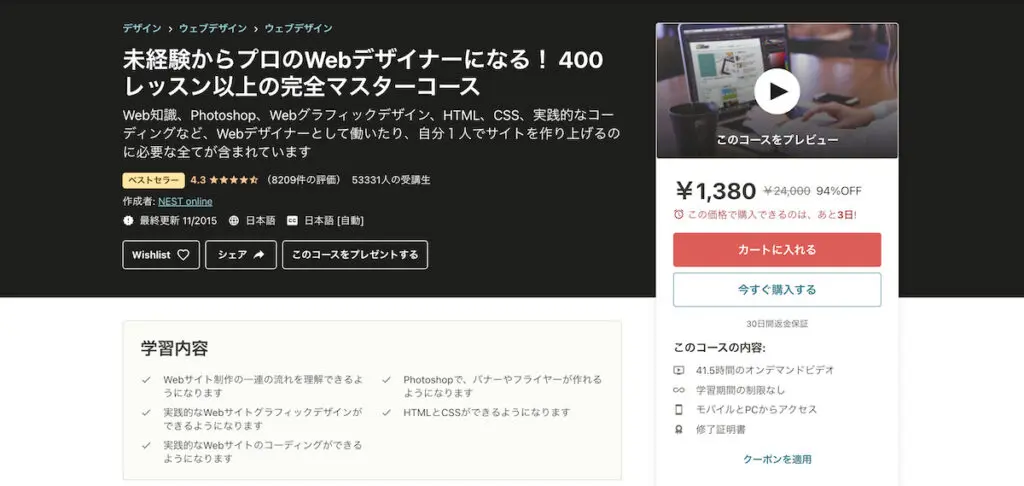 デザイン › ウェブデザイン › ウェブデザイン
未経験からプロのWebデザイナーになる！ 400
レッスン以上の完全マスターコース
Web知識、Photoshop、Webグラフィックデザイン、HTML、CSS、実践的なコ
ーディングなど、Webデザイナーとして働いたり、自分１人でサイトを作り上げるの
に必要な全てが含まれています
ベストセラー 4.3 (8209件の評価) 53331人の受講生
作成者: NEST online
最終更新 11/2015 日本語 日本語 [自動]
Wishlist シェア このコースをプレゼントする
このコースをプレビュー
￥1,380 ￥24,000 94%OFF
この価格で購入できるのは、あと3日!
カートに入れる
今すぐ購入する
30日間返金保証
このコースの内容:
41.5時間のオンデマンドビデオ
学習期間の制限なし
モバイルとPCからアクセス
修了証明書
クーポンを適用
学習内容
Webサイト制作の一連の流れを理解できるよ
うになります
実践的なWebサイトグラフィックデザインが
できるようになります
実践的なWebサイトのコーディングができる
ようになります
Photoshopで、バナーやフライヤーが作れる
ようになります
HTMLとCSSができるようになります